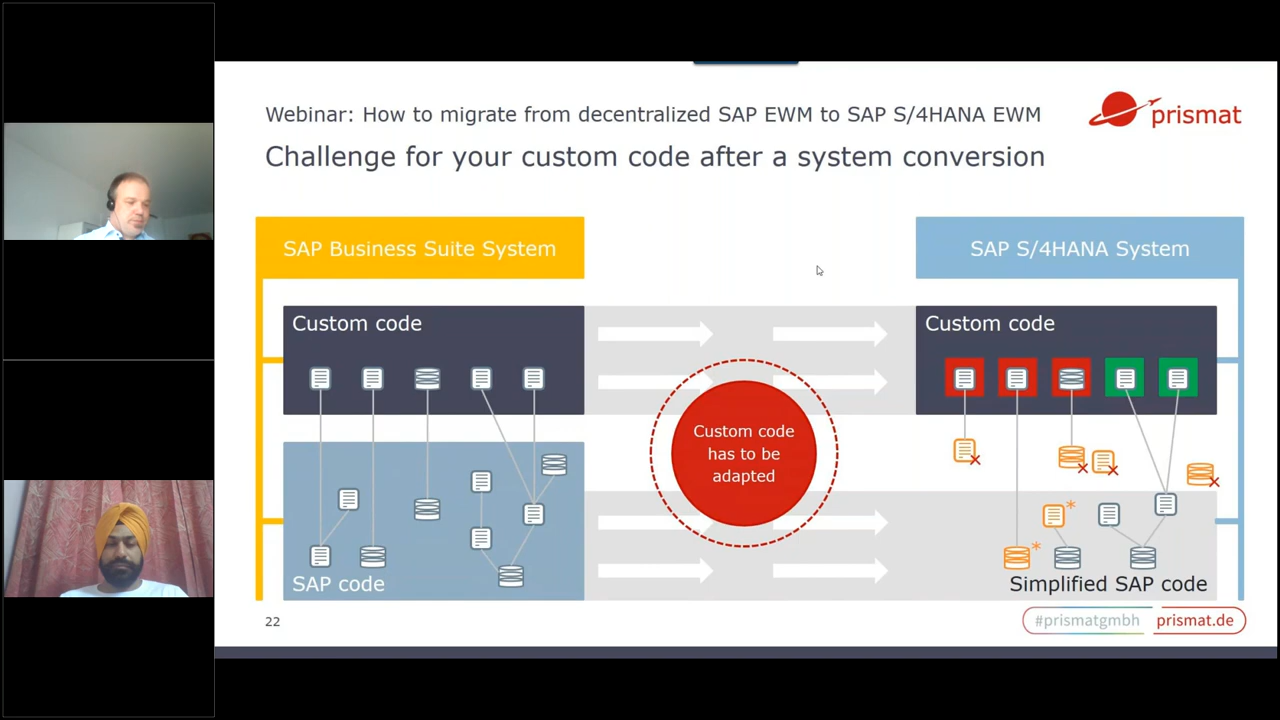 Webinar: How to migrate from decentralized SAP EWM to SAP S/4HANA EWM
prismat
Challenge for your custom code after a system conversion
SAP Business Suite System
SAP S/4HANA System
Custom code
Custom code
Custom code
has to be
adapted
SAP code
Simplified SAP code
22
#prismatgmbh
prismat.de